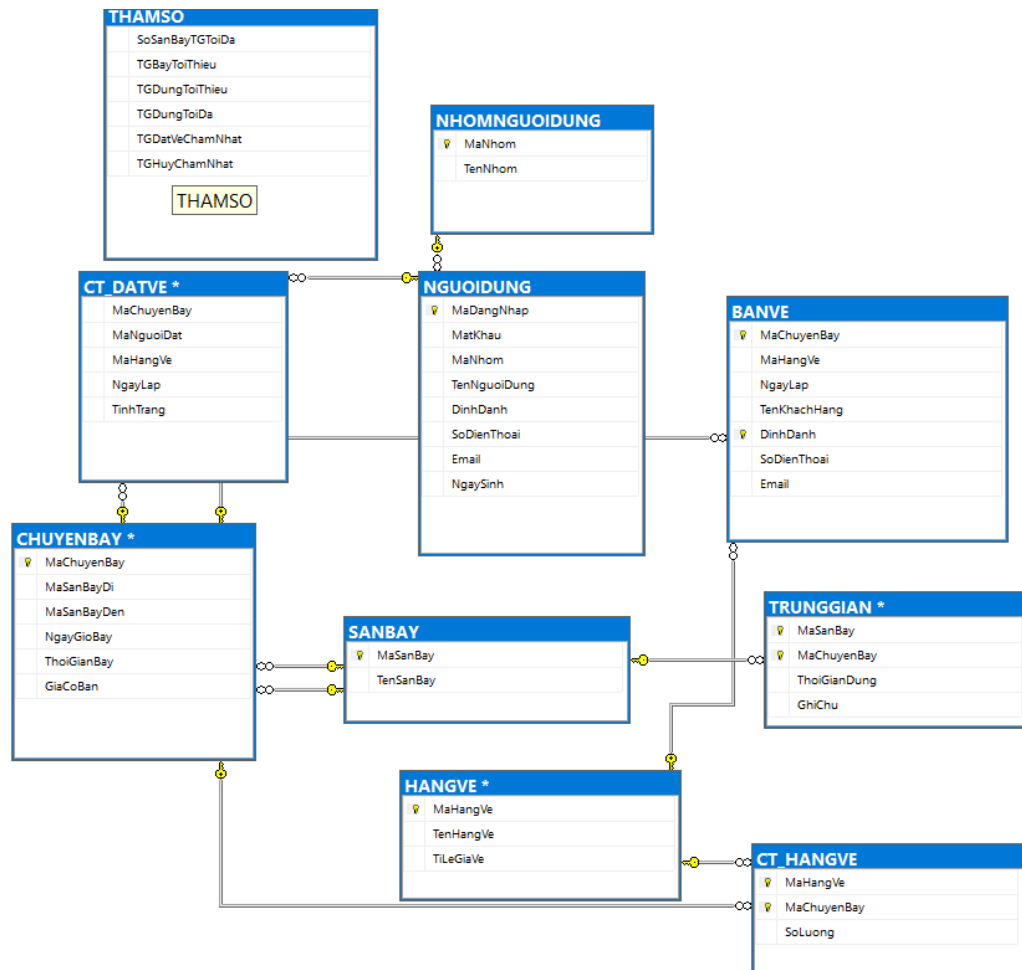 THAMSO
SoSanBayTGToiDa
TGBayToiThieu
TGDungToiThieu
TGDungToiDa
TGDatVeChamNhat
TGHuyChamNhat
THAMSO
NHOMNGUOIDUNG
MaNhom
TenNhom
CT_DATVE *
MaChuyenBay
MaNguoiDat
MaHangVe
NgayLap
TinhTrang
NGUOIDUNG
MaDangNhap
MatKhau
MaNhom
TenNguoiDung
DinhDanh
SoDienThoai
Email
NgaySinh
BANVE
MaChuyenBay
MaHangVe
NgayLap
TenKhachHang
DinhDanh
SoDienThoai
Email
CHUYENBAY *
MaChuyenBay
MaSanBayDi
MaSanBayDen
NgayGioBay
ThoiGianBay
GiaCoBan
SANBAY
MaSanBay
TenSanBay
TRUNGGIAN *
MaSanBay
MaChuyenBay
ThoiGianDung
GhiChu
HANGVE *
MaHangVe
TenHangVe
TiLeGiaVe
CT_HANGVE
MaHangVe
MaChuyenBay
SoLuong